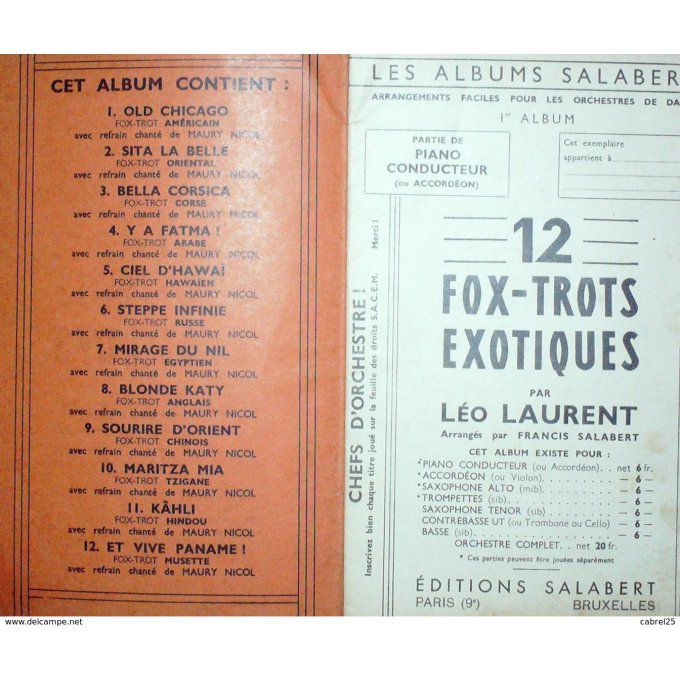 CET ALBUM CONTIENT :
1. OLD CHICAGO
FOX-TROT AMÉRICAIN
avec refrain chanté de MAURY NICOL
2. SITA LA BELLE
FOX-TROT ORIENTAL
avec refrain chanté de MAURY NICOL
3. BELLA CORSICA
FOX-TROT CORSE
avec refrain chanté de MAURY NICOL
4. Y A FATMA !
FOX-TROT ARABE
avec refrain chanté de MAURY NICOL
5. CIEL D'HAWAÏ
FOX-TROT HAWAÏEN
avec refrain chanté de MAURY NICOL
6. STEPPE INFINIE
FOX-TROT RUSSE
avec refrain chanté de MAURY NICOL
7. MIRAGE DU NIL
FOX-TROT EGYPTIEN
avec refrain chanté de MAURY NICOL
8. BLONDE KATY
FOX-TROT ANGLAIS
avec refrain chanté de MAURY NICOL
9. SOURIRE D'ORIENT
FOX-TROT CHINOIS
avec refrain chanté de MAURY NICOL
10. MARITZA MIA
FOX-TROT TZIGANE
avec refrain chanté de MAURY NICOL
11. KÂHLI
FOX-TROT HINDOU
avec refrain chanté de MAURY NICOL
12. ET VIVE PANAME !
FOX-TROT MUSETTE
avec refrain chanté de MAURY NICOL
CHEFS D'ORCHESTRE !
Inscrivez bien chaque titre joué sur la feuille des droits S.A.C.E.M. Merci !
LES ALBUMS SALABER
ARRANGEMENTS FACILES POUR LES ORCHESTRES DE DA
1er ALBUM
PARTIE DE
PIANO
CONDUCTEUR
(ou ACCORDÉON)
Cet exemplaire
appartient à
12
FOX-TROTS
EXOTIQUES
PAR
LÉO LAURENT
Arrangés par FRANCIS SALABERT
CET ALBUM EXISTE POUR :
*PIANO CONDUCTEUR (ou Accordéon). . net 6 fr.
*ACCORDÉON (ou Violon). — 6 —
*SAXOPHONE ALTO (mib). — 6 —
*TROMPETTES (sib) — 6 —
SAXOPHONE TENOR (sib) — 6 —
CONTREBASSE UT (ou Trombone ou Cello) — 6 —
BASSE (sib) — 6 —
ORCHESTRE COMPLET. . net 20 fr.
* Ces parties peuvent être jouées séparément
ÉDITIONS SALABERT
PARIS (9e) BRUXELLES
www.delcampe.net
cabrel25